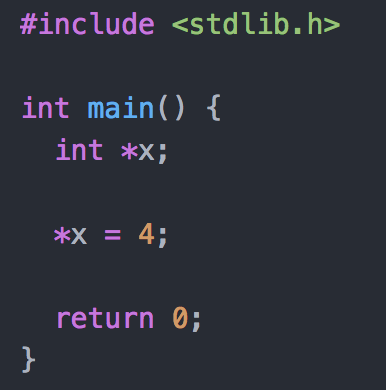 #include <stdlib.h>

int main() {
  int *x;

  *x = 4;

  return 0;
}